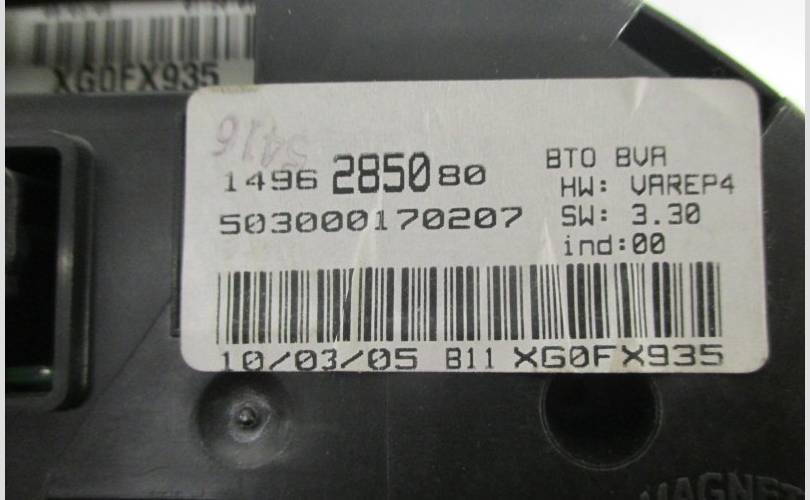 XG0FX935
5416
1496 2850 80
503000170207
BTO BVA
HW: VAREP4
SW: 3.30
ind:00
10/03/05 B11 XG0FX935